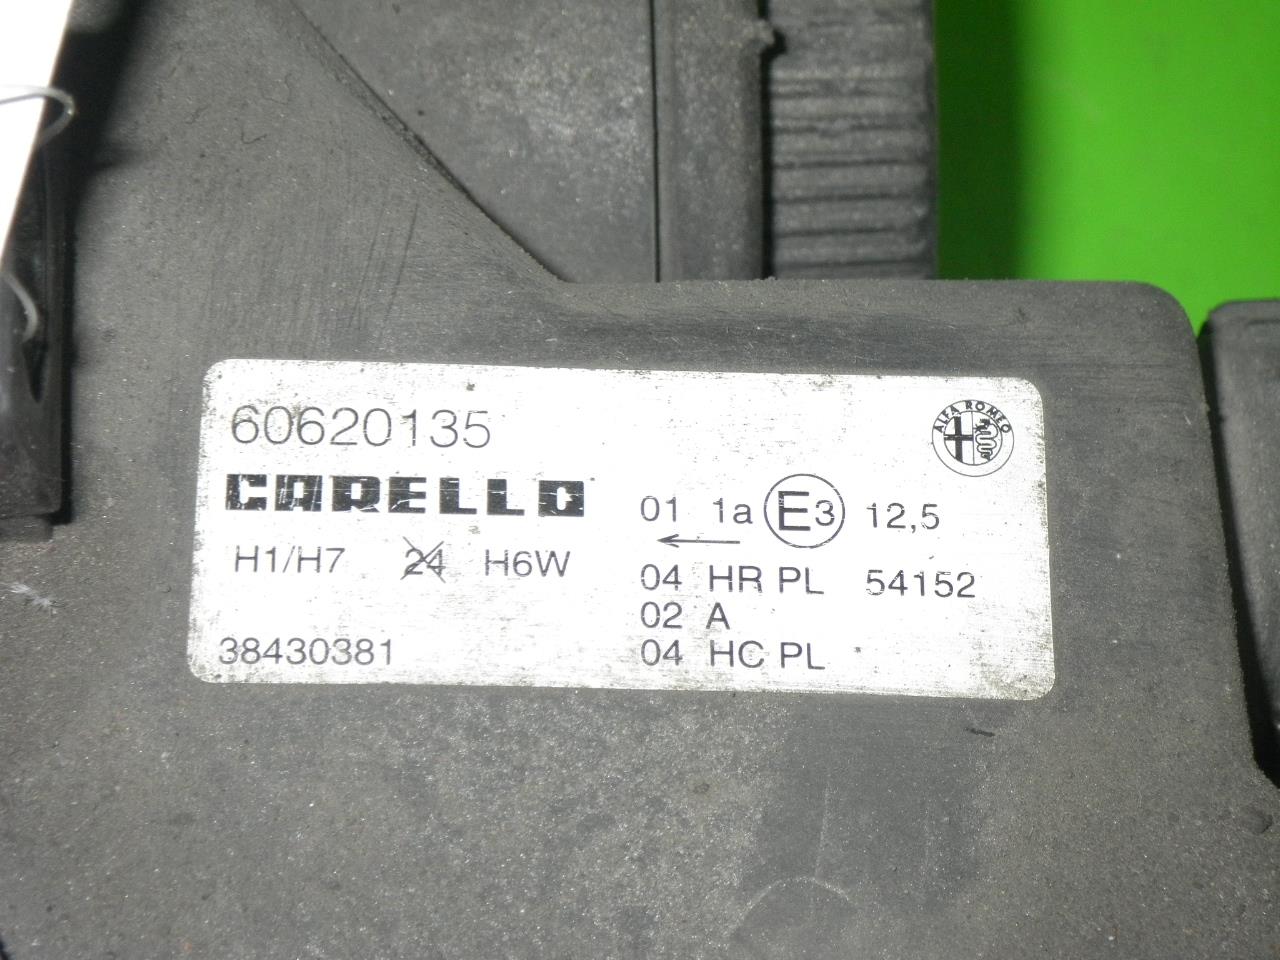 60620135
ALFA ROMEO
CARELLO
01 1a E3 12,5
H1/H7 24 H6W
04 HR PL 54152
02 A
38430381
04 HC PL